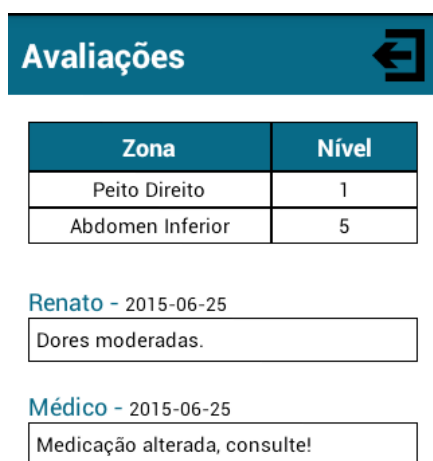 Avaliações
Zona Nível
Peito Direito 1
Abdomen Inferior 5
Renato - 2015-06-25
Dores moderadas.
Médico - 2015-06-25
Medicação alterada, consulte!